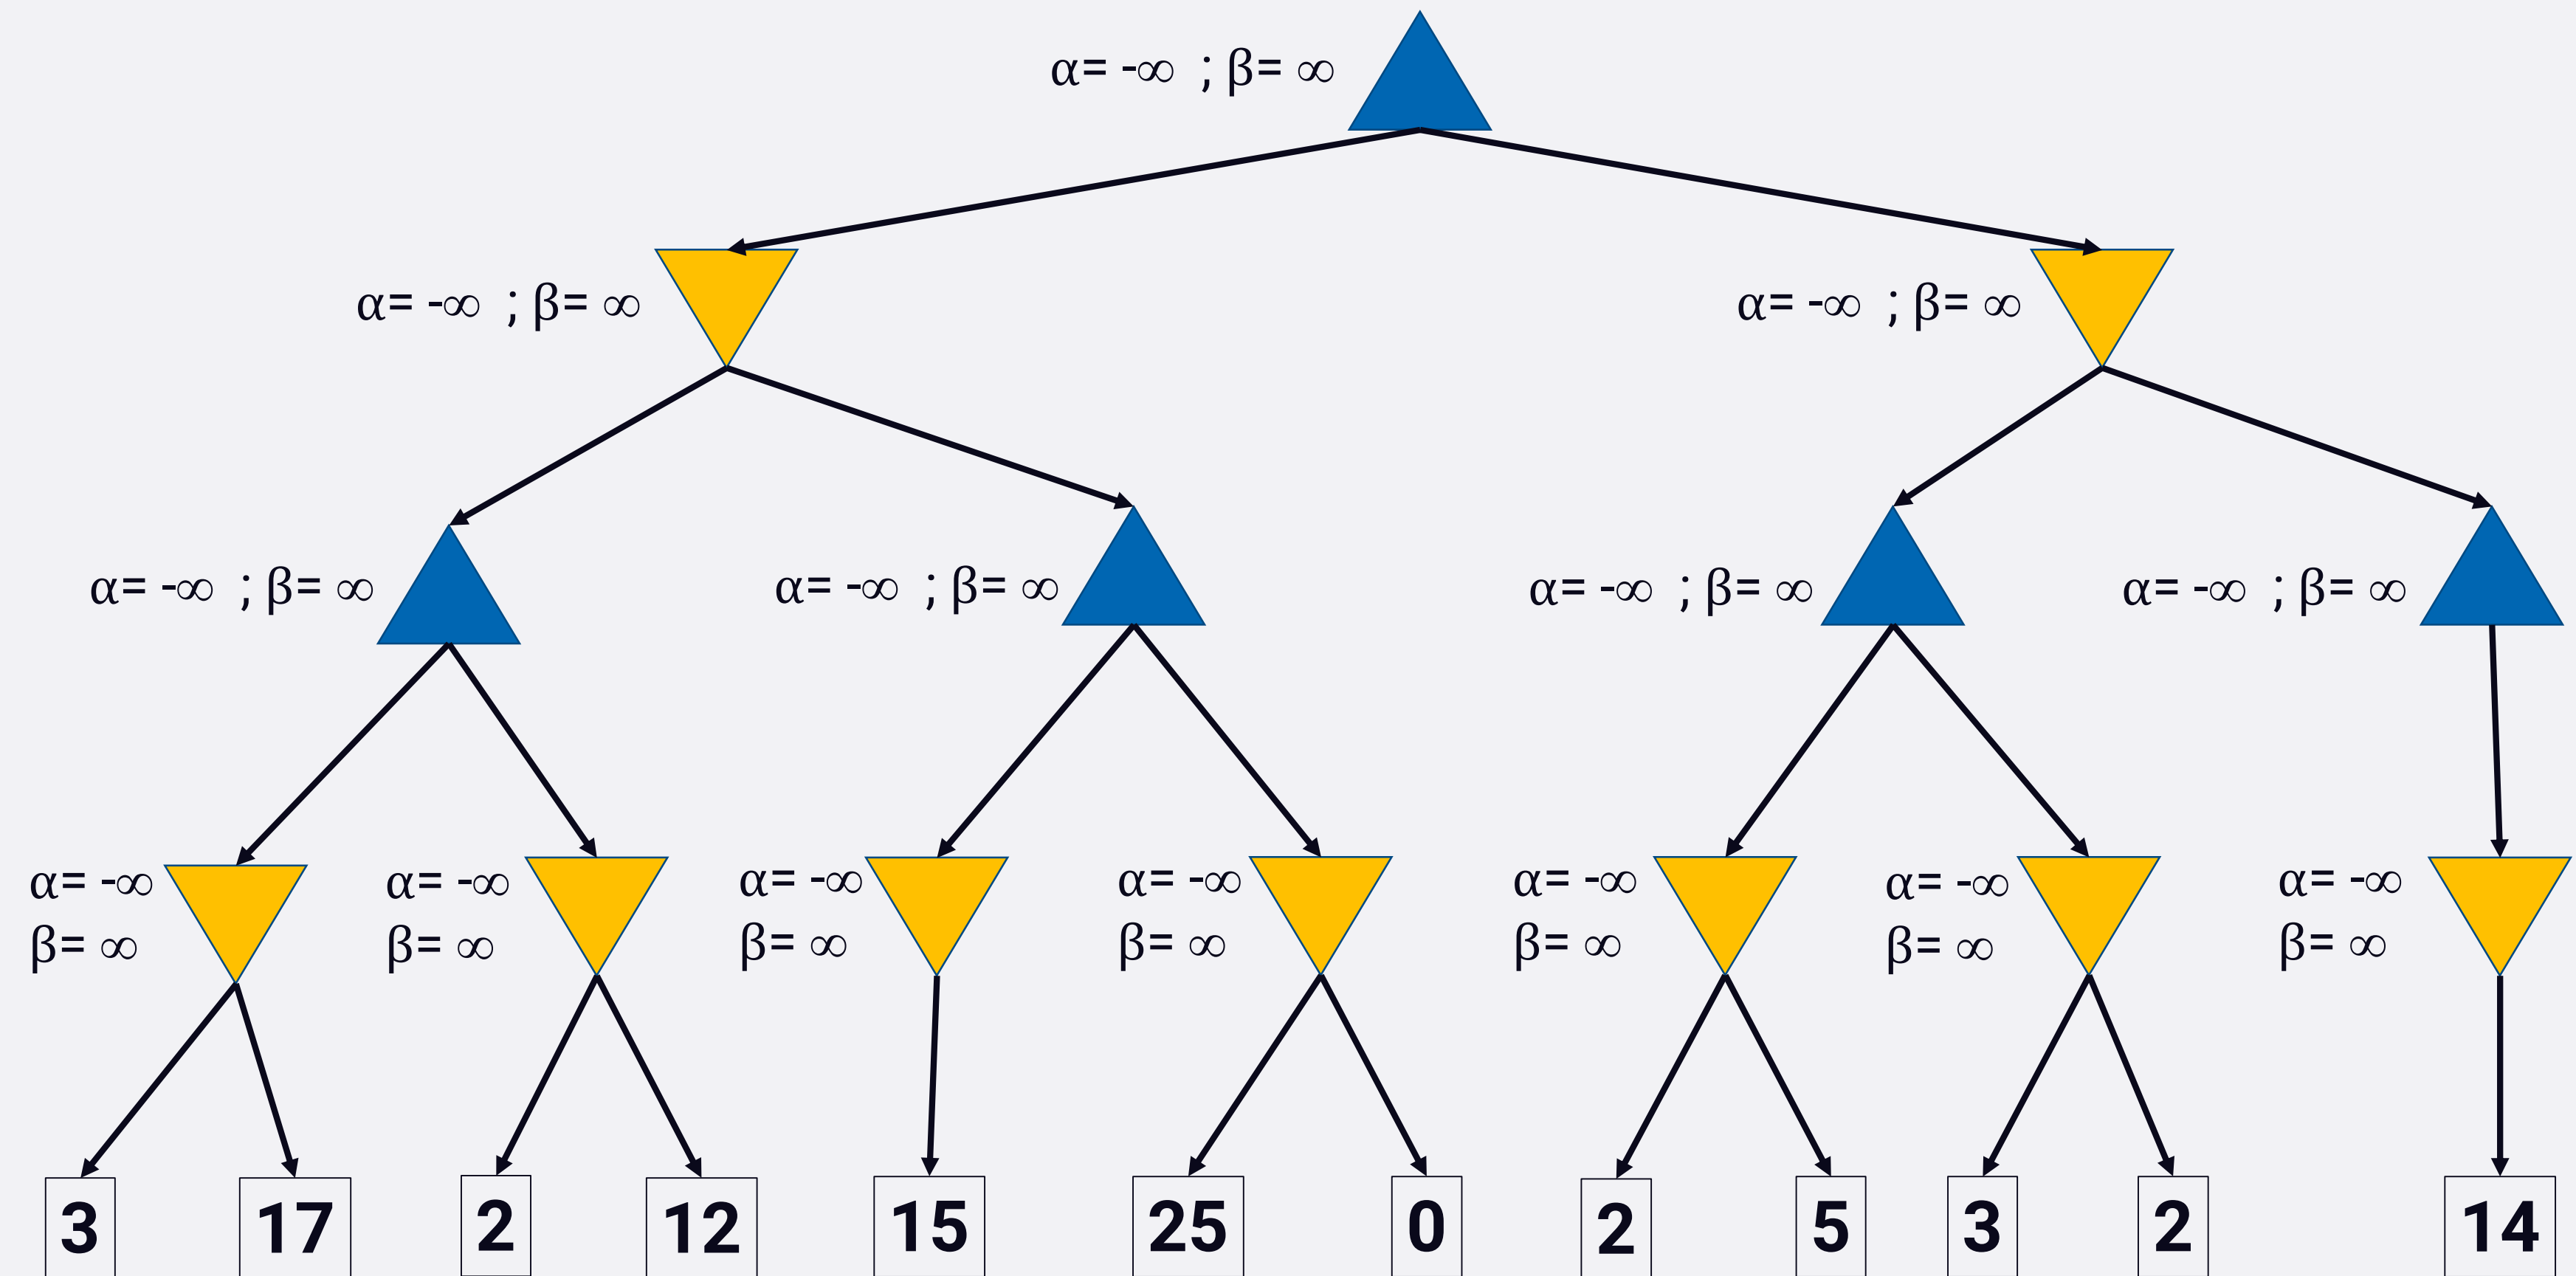 α= -∞ ; β= ∞
α= -∞ ; β= ∞
α= -∞ ; β= ∞
α= -∞ ; β= ∞
α= -∞ ; β= ∞
α= -∞ ; β= ∞
α= -∞ ; β= ∞
α= -∞
β= ∞
α= -∞
β= ∞
α= -∞
β= ∞
α= -∞
β= ∞
α= -∞
β= ∞
α= -∞
β= ∞
α= -∞
β= ∞
3
17
2
12
15
25
0
2
5
3
2
14